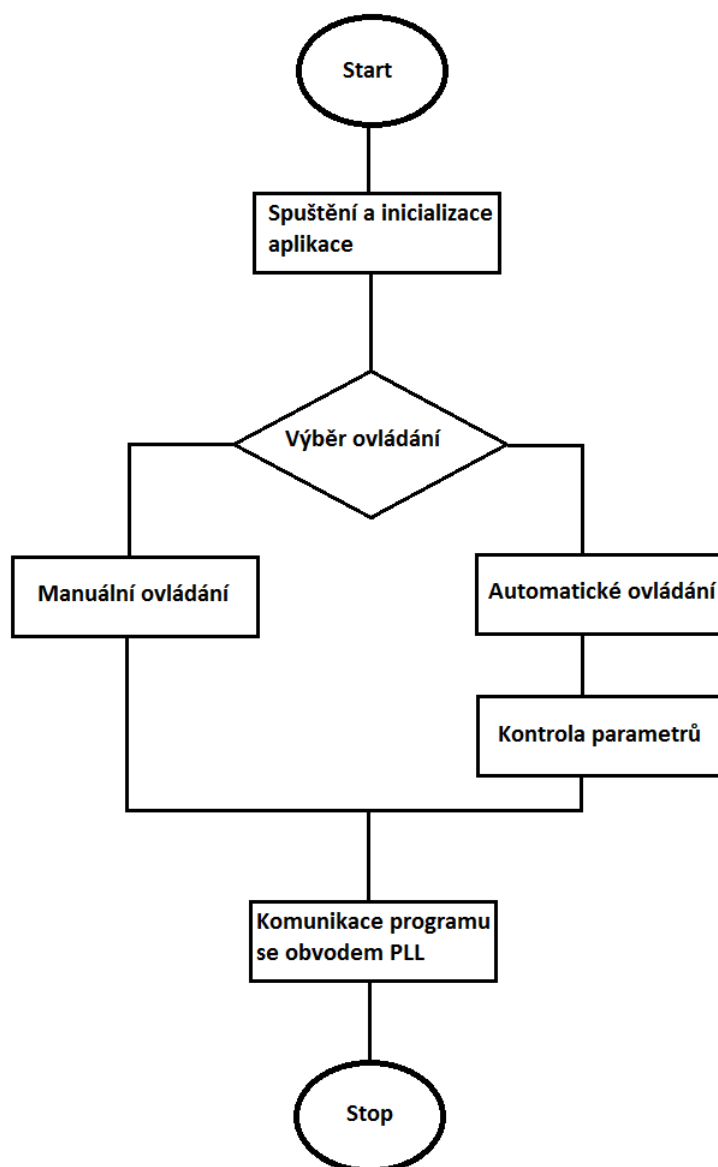 Start
Spuštění a inicializace
aplikace
Výběr ovládání
Manuální ovládání
Automatické ovládání
Kontrola parametrů
Komunikace programu
se obvodem PLL
Stop